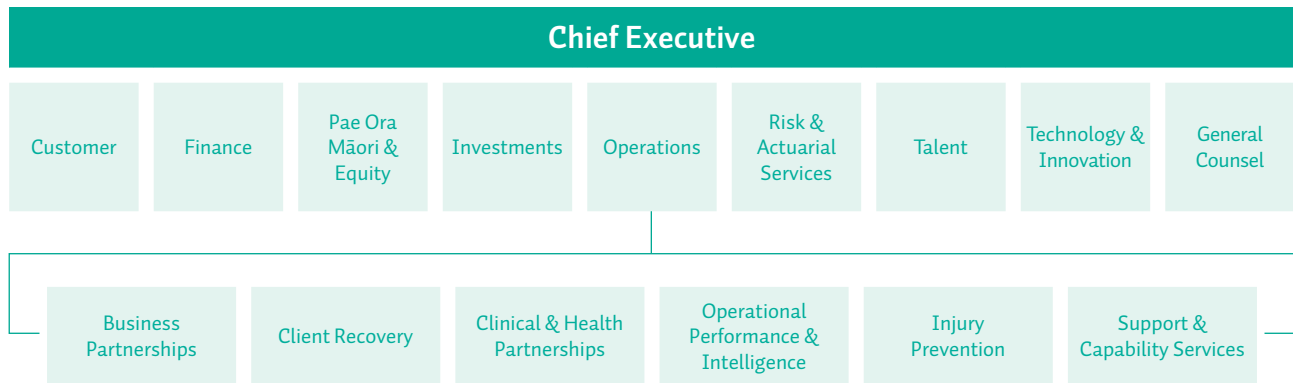 Chief Executive
Customer
Finance
Pae Ora
Māori &
Equity
Investments
Operations
Risk &
Actuarial
Services
Talent
Technology &
Innovation
General
Counsel
Business
Partnerships
Client Recovery
Clinical & Health
Partnerships
Operational
Performance &
Intelligence
Injury
Prevention
Support &
Capability Services